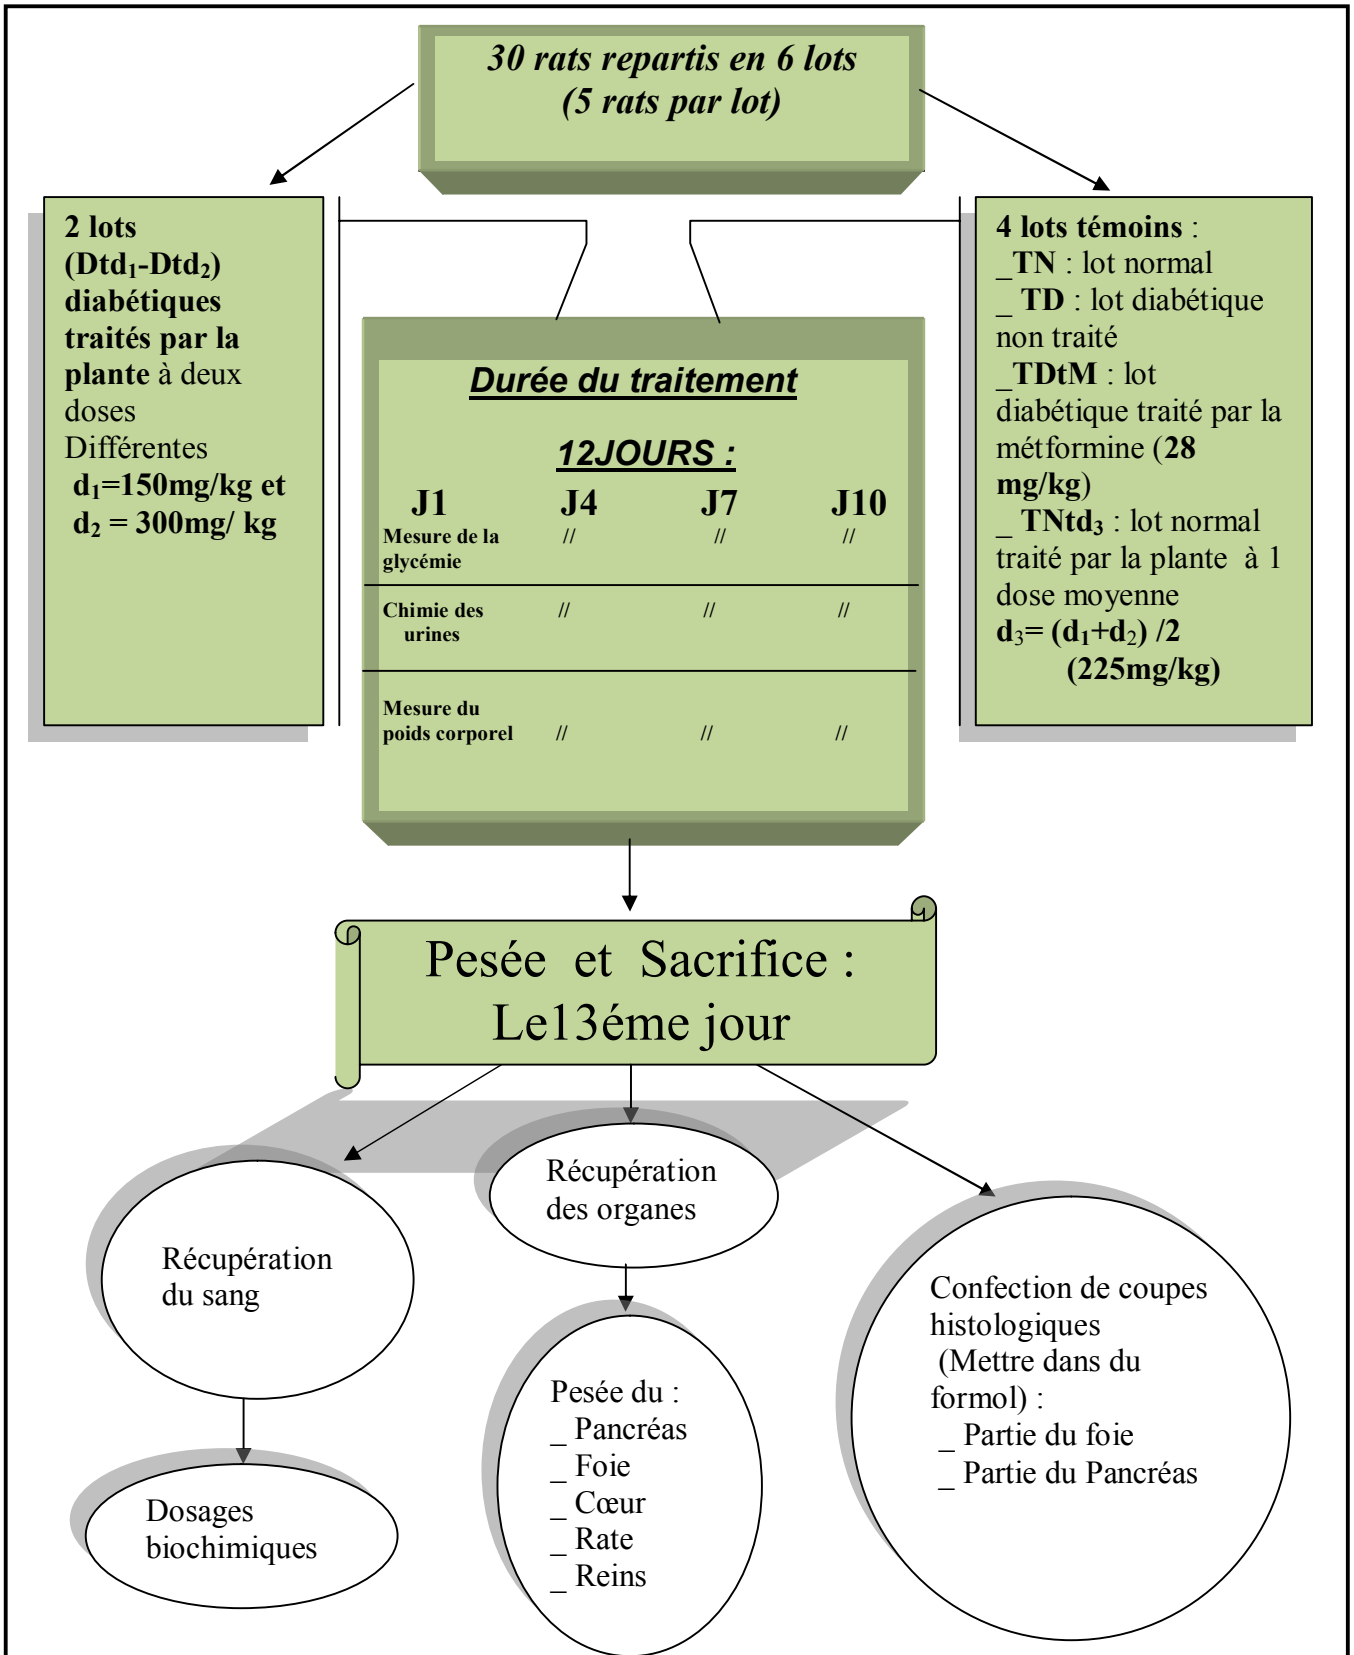 30 rats repartis en 6 lots
(5 rats par lot)
2 lots
(Dtd₁-Dtd₂)
diabétiques
traités par la
plante à deux
doses
Différentes
d₁=150mg/kg et
d₂ = 300mg/ kg
4 lots témoins :
_TN : lot normal
_ TD : lot diabétique
non traité
_TDtM : lot
diabétique traité par la
métformine (28
mg/kg)
_ TNtd₃ : lot normal
traité par la plante à 1
dose moyenne
d₃= (d₁+d₂) /2
(225mg/kg)
Durée du traitement
12JOURS :
J1 J4 J7 J10
Mesure de la // // //
glycémie
Chimie des // // //
urines
Mesure du
poids corporel // // //
Pesée et Sacrifice :
Le13éme jour
Récupération
du sang
Dosages
biochimiques
Récupération
des organes
Pesée du :
_ Pancréas
_ Foie
_ Cœur
_ Rate
_ Reins
Confection de coupes
histologiques
(Mettre dans du
formol) :
_ Partie du foie
_ Partie du Pancréas